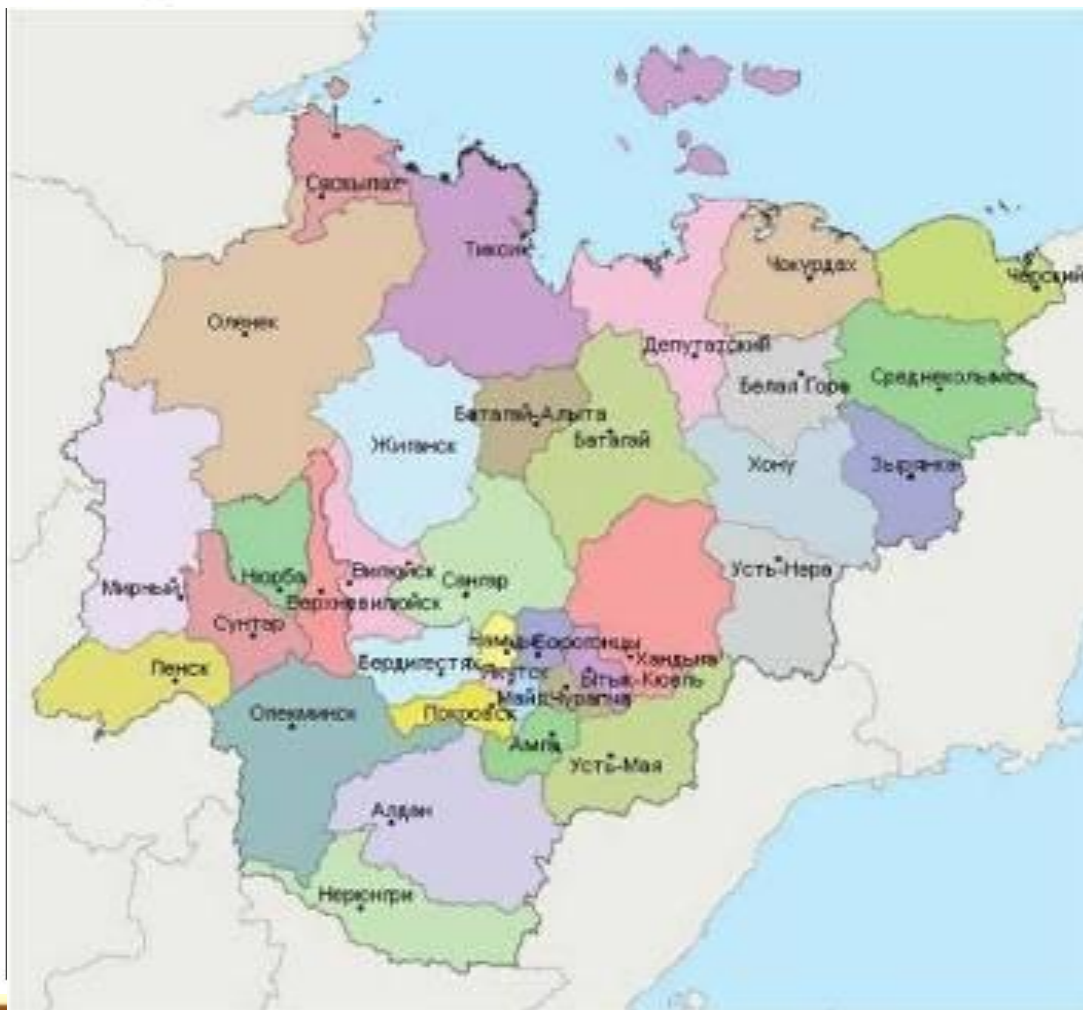 Саскылах
Тикси
Чокурдах
Черский
Оленек
Депутатский
Белая Гора
Среднеколымск
Батагай-Алыта
Батагай
Жиганск
Хону
Зырянка
Усть-Нера
Вилюйск
Сангар
Мирный
Нюрба
Верхневилюйск
Сунтар
Намцы
Борогонцы
Бердигестях
Хандыга
Ленск
Якутск
Ытык-Кюель
Майя
Чурапча
Олекминск
Покровск
Амга
Усть-Мая
Алдан
Нерюнгри